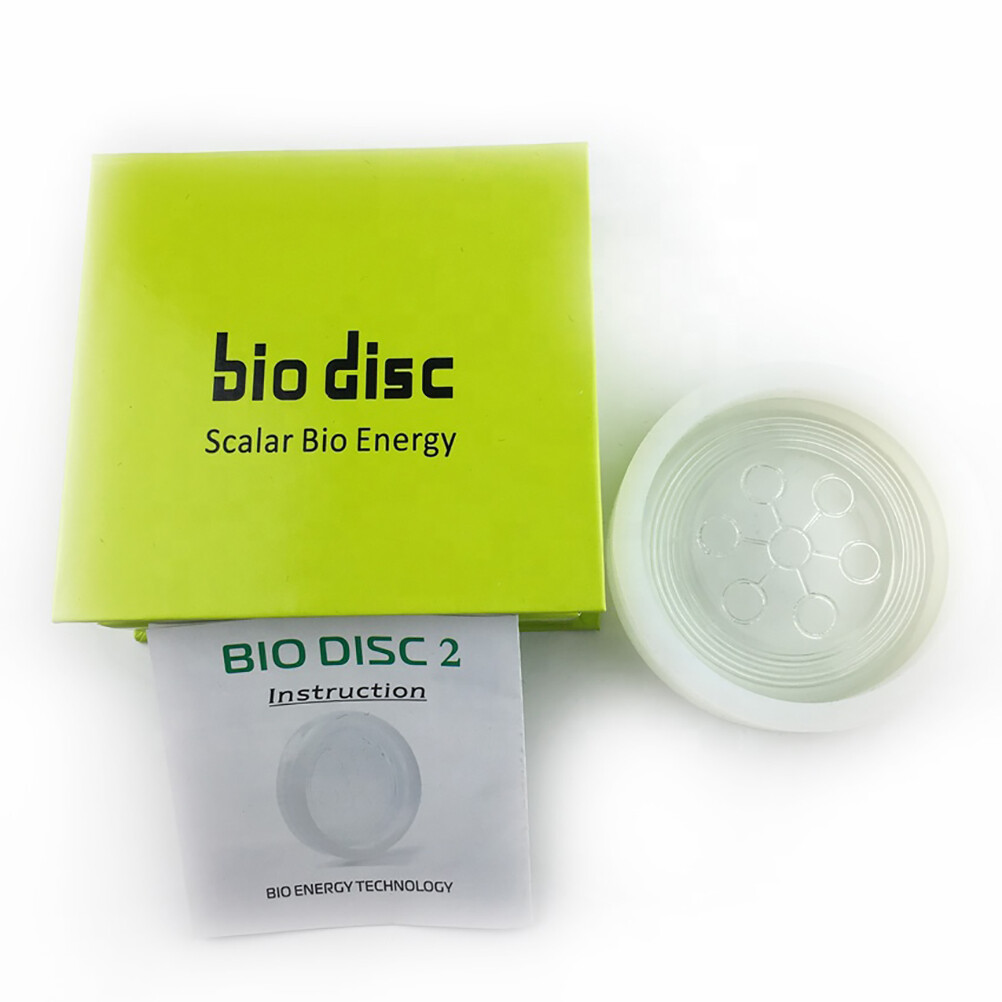 bio disc
Scalar Bio Energy
BIO DISC 2
Instruction
BIO ENERGY TECHNOLOGY